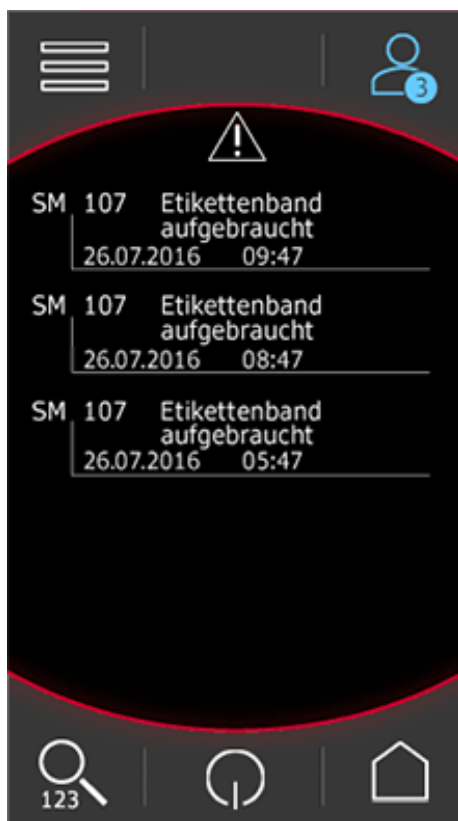 3
SM 107 Etikettenband
aufgebraucht
26.07.2016 09:47
SM 107 Etikettenband
aufgebraucht
26.07.2016 08:47
SM 107 Etikettenband
aufgebraucht
26.07.2016 05:47
123